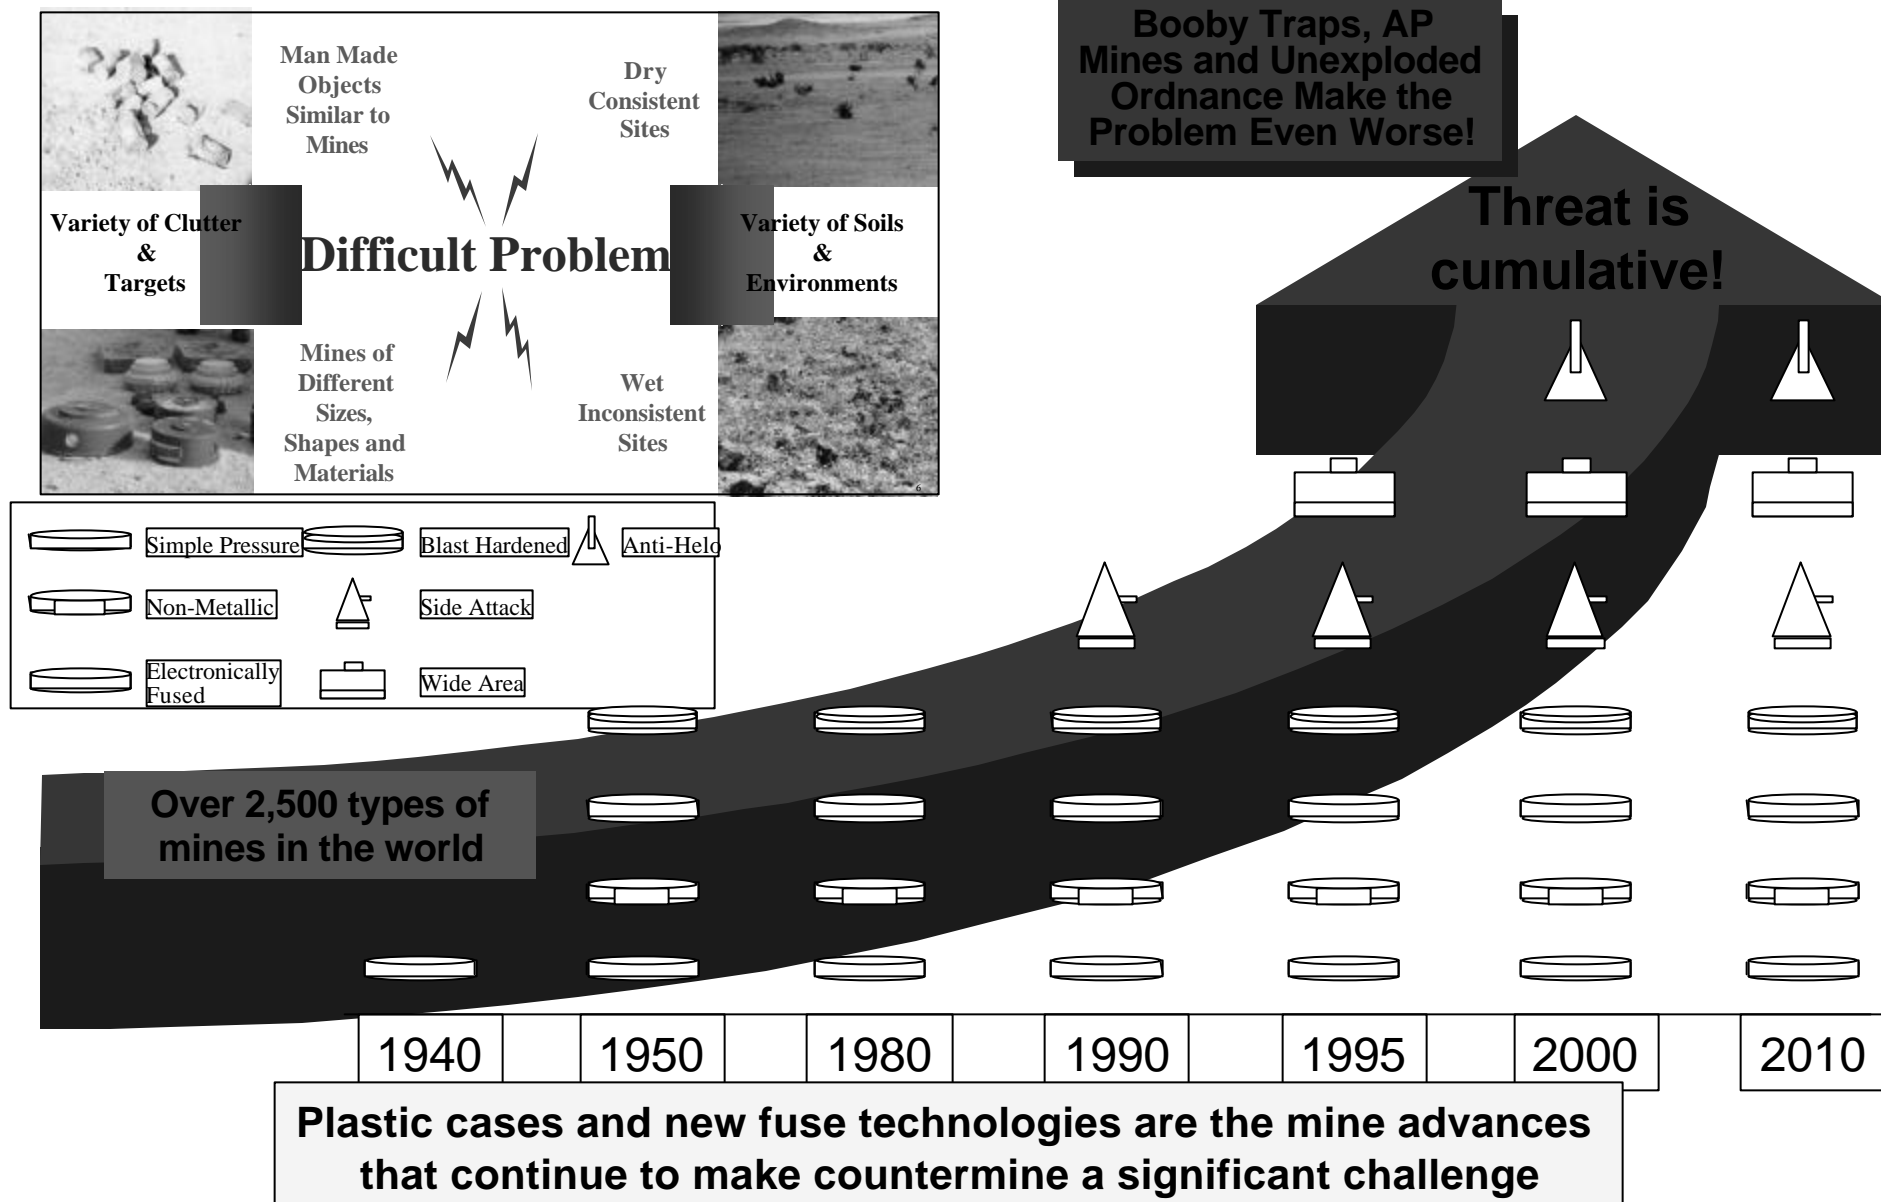 Man Made
Objects
Similar to
Mines
Dry
Consistent
Sites
Variety of Clutter
&
Targets
Difficult Problem
Variety of Soils
&
Environments
Mines of
Different
Sizes,
Shapes and
Materials
Wet
Inconsistent
Sites
6
Booby Traps, AP
Mines and Unexploded
Ordnance Make the
Problem Even Worse!
Threat is
cumulative!
Simple Pressure
Blast Hardened
Anti-Helo
Non-Metallic
Side Attack
Electronically
Fused
Wide Area
Over 2,500 types of
mines in the world
1940 1950 1980 1990 1995 2000 2010
Plastic cases and new fuse technologies are the mine advances
that continue to make countermine a significant challenge